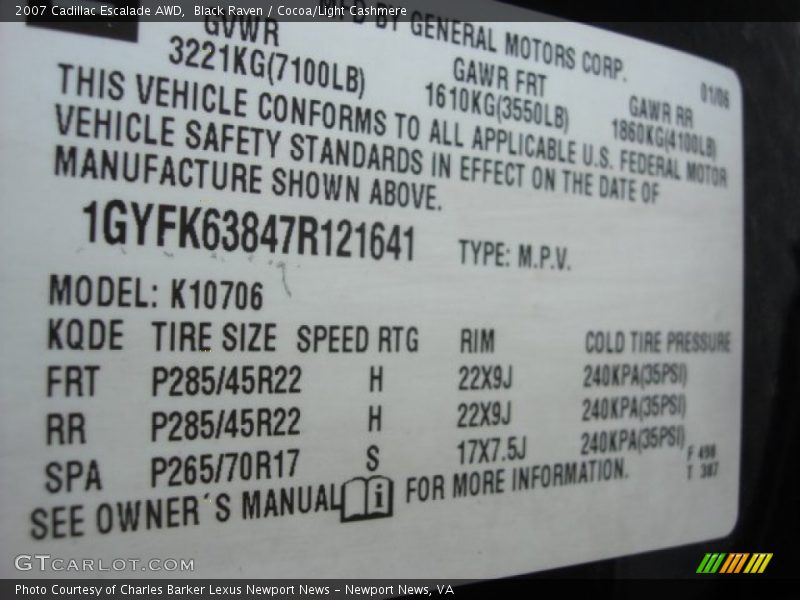 2007 Cadillac Escalade AWD, Black Raven / Cocoa/Light Cashmere
MFD BY GENERAL MOTORS CORP.
01/06
GVWR GAWR FRT GAWR RR
3221KG(7100LB) 1610KG(3550LB) 1860KG(4100LB)
THIS VEHICLE CONFORMS TO ALL APPLICABLE U.S. FEDERAL MOTOR
VEHICLE SAFETY STANDARDS IN EFFECT ON THE DATE OF
MANUFACTURE SHOWN ABOVE.
1GYFK63847R121641 TYPE: M.P.V.
MODEL: K10706
KQDE TIRE SIZE SPEED RTG RIM COLD TIRE PRESSURE
FRT P285/45R22 H 22X9J 240KPA(35PSI)
RR P285/45R22 H 22X9J 240KPA(35PSI)
SPA P265/70R17 S 17X7.5J 240KPA(35PSI)
SEE OWNER´S MANUAL i FOR MORE INFORMATION.
F 498
T 387
GTCARLOT.COM
Photo Courtesy of Charles Barker Lexus Newport News – Newport News, VA